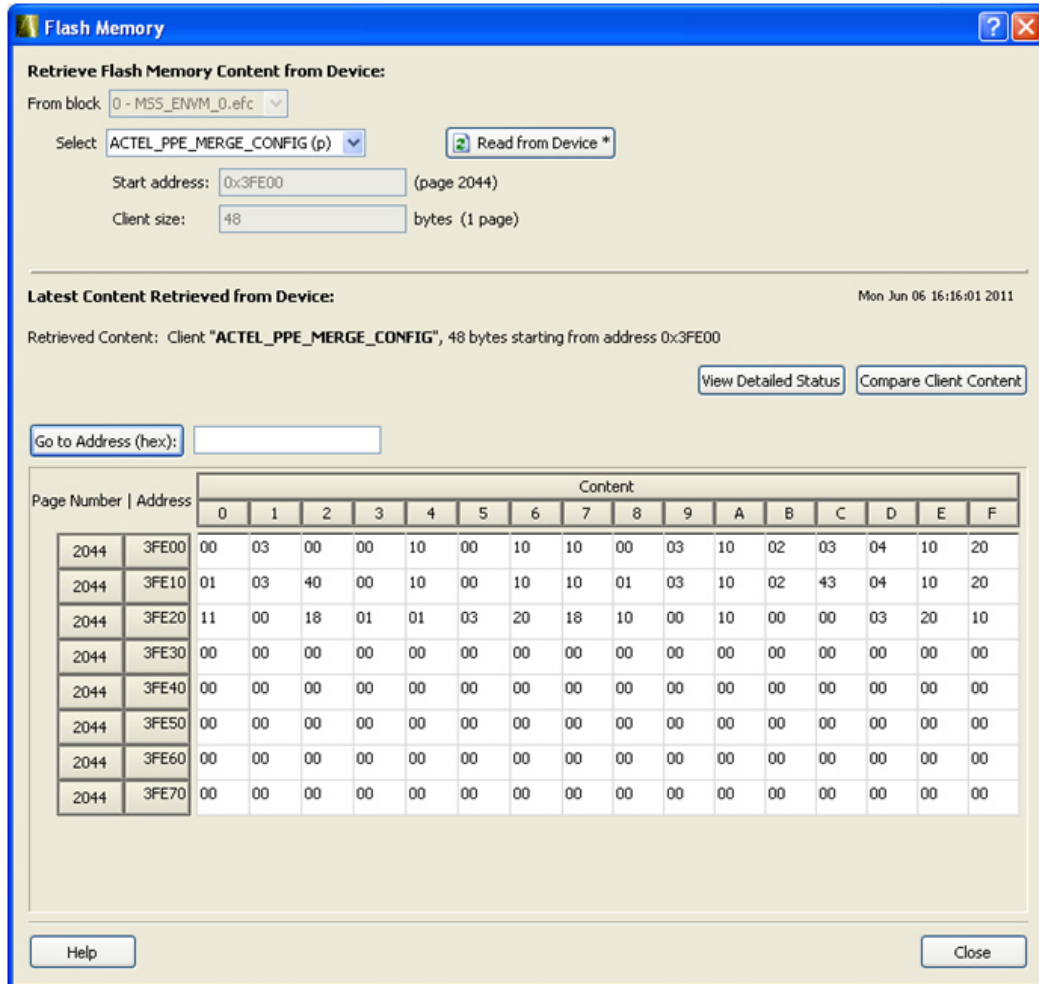 Flash Memory
Retrieve Flash Memory Content from Device:
From block 0 - MSS_ENVM_0.efc
Select ACTEL_PPE_MERGE_CONFIG (p) Read from Device *
Start address: 0x3FE00 (page 2044)
Client size: 48 bytes (1 page)
Latest Content Retrieved from Device: Mon Jun 06 16:16:01 2011
Retrieved Content: Client "ACTEL_PPE_MERGE_CONFIG", 48 bytes starting from address 0x3FE00
View Detailed Status Compare Client Content
Go to Address (hex):
Content
Page Number | Address
0 1 2 3 4 5 6 7 8 9 A B C D E F
2044 3FE00 00 03 00 00 10 00 10 10 00 03 10 02 03 04 10 20
2044 3FE10 01 03 40 00 10 00 10 10 01 03 10 02 43 04 10 20
2044 3FE20 11 00 18 01 01 03 20 18 10 00 10 00 00 03 20 10
2044 3FE30 00 00 00 00 00 00 00 00 00 00 00 00 00 00 00 00
2044 3FE40 00 00 00 00 00 00 00 00 00 00 00 00 00 00 00 00
2044 3FE50 00 00 00 00 00 00 00 00 00 00 00 00 00 00 00 00
2044 3FE60 00 00 00 00 00 00 00 00 00 00 00 00 00 00 00 00
2044 3FE70 00 00 00 00 00 00 00 00 00 00 00 00 00 00 00 00
Help Close